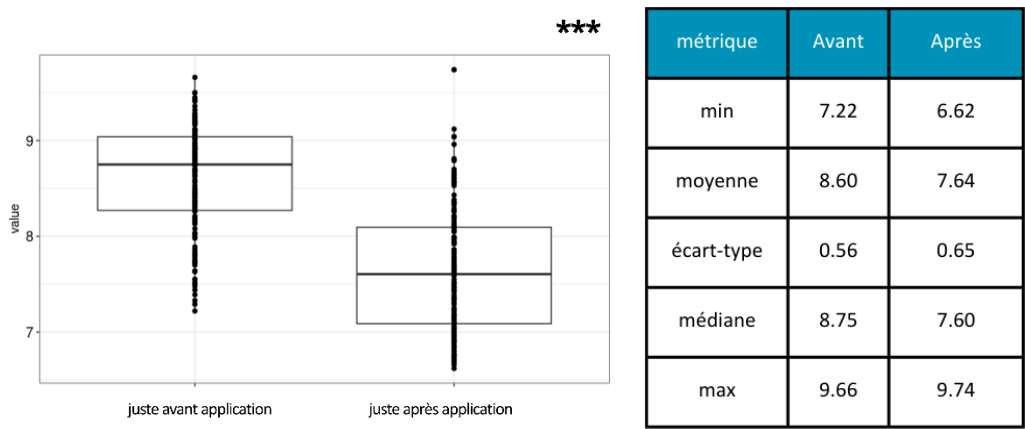 ***
9
8
7
value
juste avant application
juste après application
métrique Avant Après
min 7.22 6.62
moyenne 8.60 7.64
écart-type 0.56 0.65
médiane 8.75 7.60
max 9.66 9.74